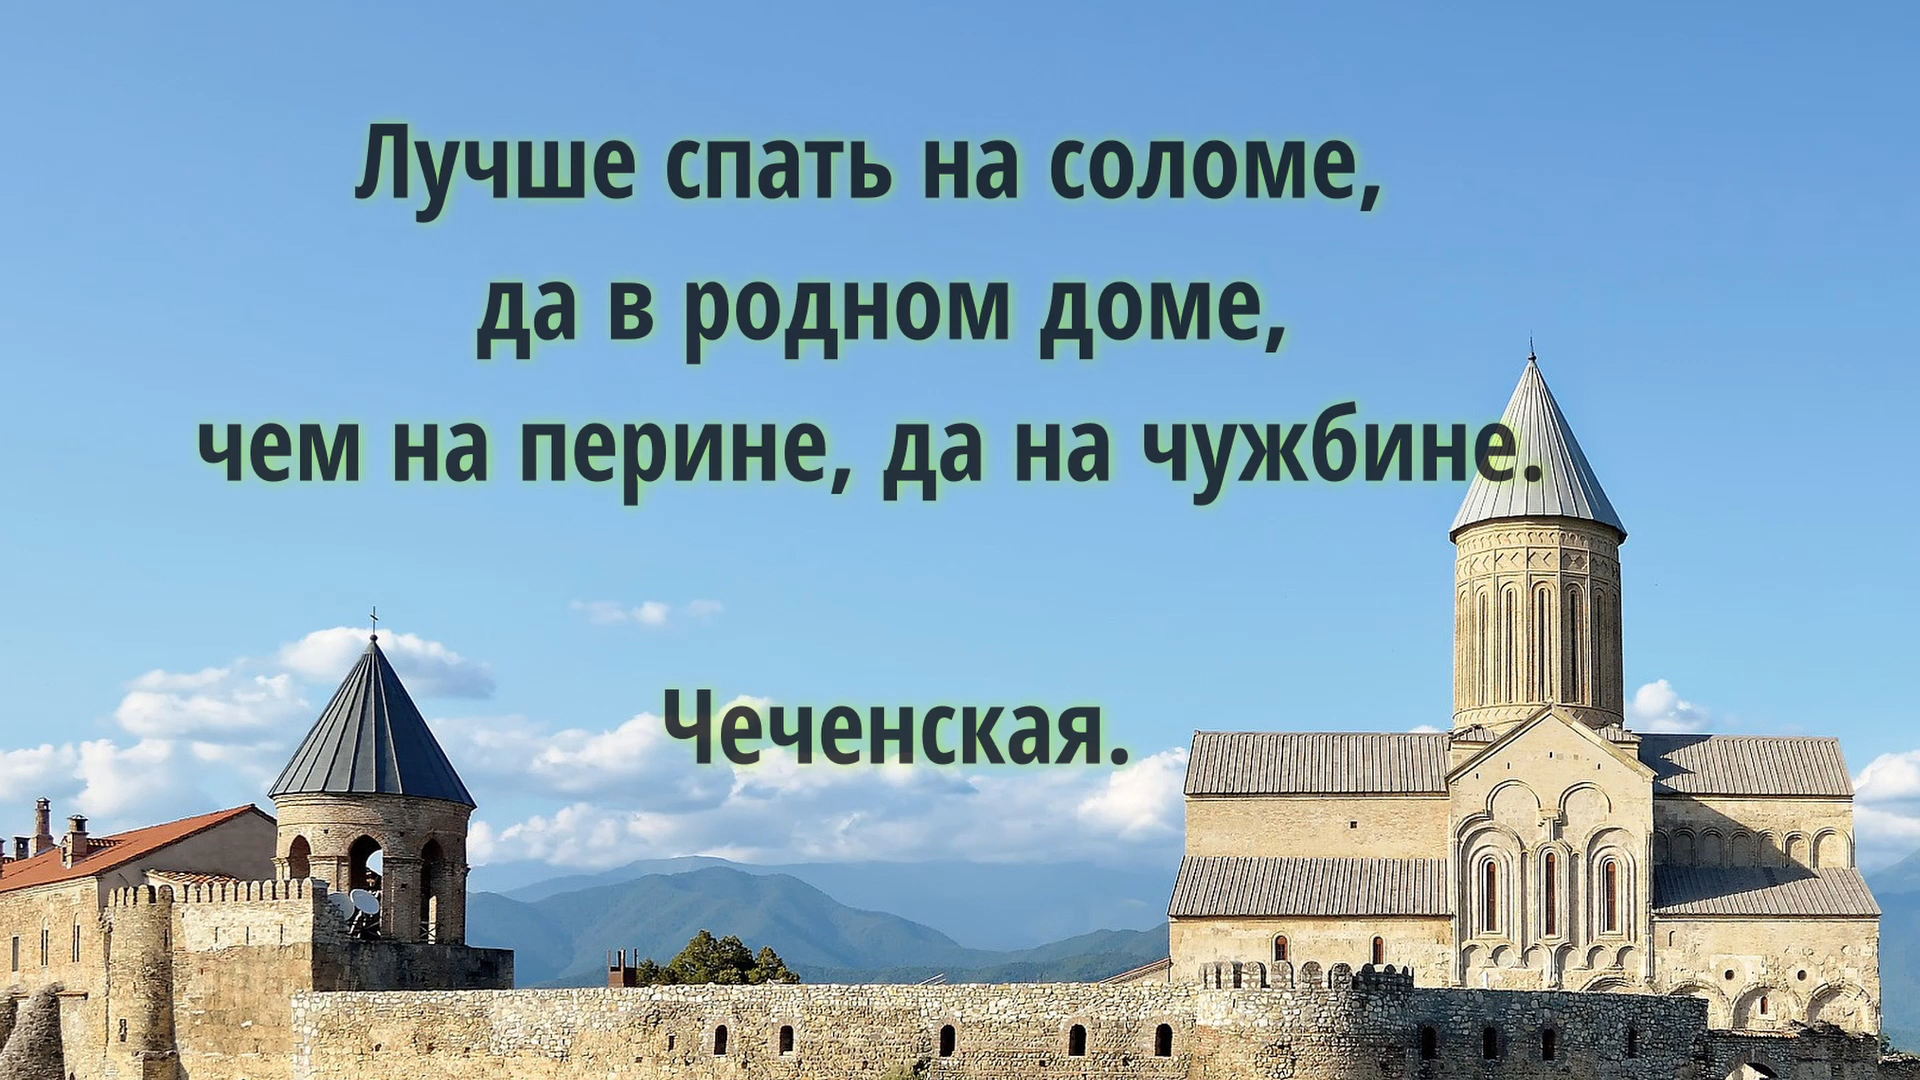 Лучше спать на соломе,
да в родном доме,
чем на перине, да на чужбине.
Чеченская.